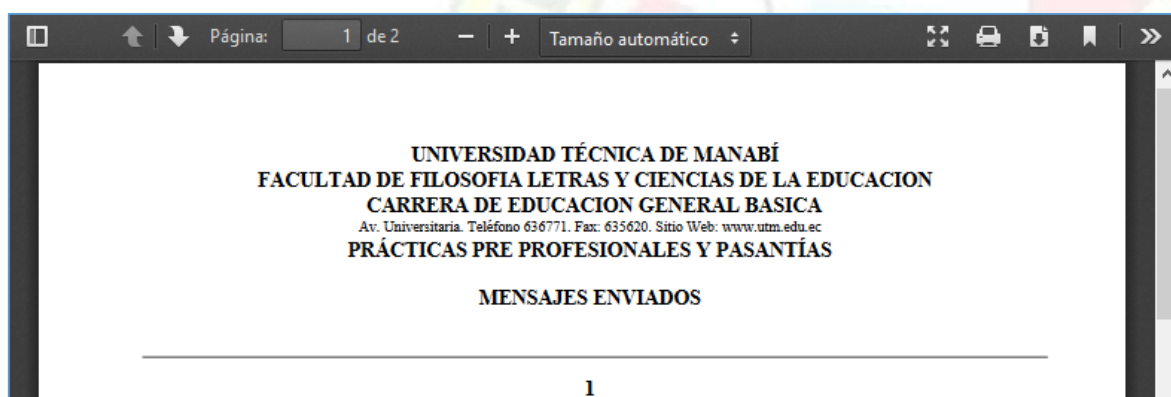 Página: 1 de 2 Tamaño automático
UNIVERSIDAD TÉCNICA DE MANABÍ
FACULTAD DE FILOSOFIA LETRAS Y CIENCIAS DE LA EDUCACION
CARRERA DE EDUCACION GENERAL BASICA
Av. Universitaria. Teléfono 636771. Fax: 635620. Sitio Web: www.utm.edu.ec
PRÁCTICAS PRE PROFESIONALES Y PASANTÍAS
MENSAJES ENVIADOS
1